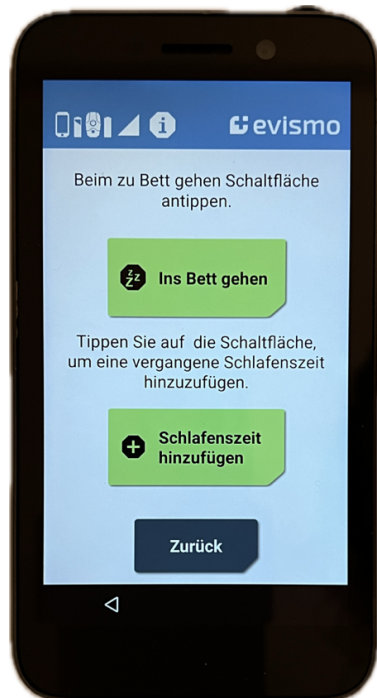 evismo
Beim zu Bett gehen Schaltfläche
antippen.
Ins Bett gehen
Tippen Sie auf die Schaltfläche,
um eine vergangene Schlafenszeit
hinzuzufügen.
Schlafenszeit
hinzufügen
Zurück